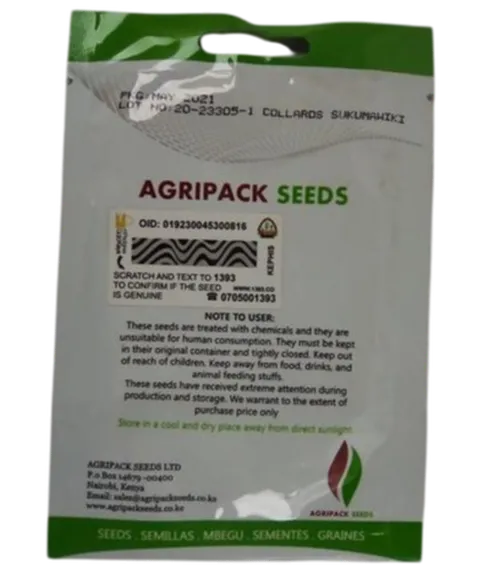 PKG:MAY 2021
LOT NO:20-23305-1 COLLARDS SUKUMAWIKI
AGRIPACK SEEDS
OID: 019230045300816
KEPHIS
SCRATCH AND TEXT TO 1393
TO CONFIRM IF THE SEED WWW.1393.CO
IS GENUINE ☎ 0705001393
NOTE TO USER:
These seeds are treated with chemicals and they are
unsuitable for human consumption. They must be kept
in their original container and tightly closed. Keep out
of reach of children. Keep away from food, drinks, and
animal feeding stuffs.
These seeds have received extreme attention during
production and storage. We warrant to the extent of
purchase price only
Store in a cool and dry place away from direct sunlight.
AGRIPACK SEEDS LTD
P.o Box 14679 -00400
Nairobi, Kenya
Email: sales@agripackseeds.co.ke
www.agripackseeds.co.ke
AGRIPACK SEEDS
SEEDS . SEMILLAS . MBEGU . SEMENTES . GRAINES